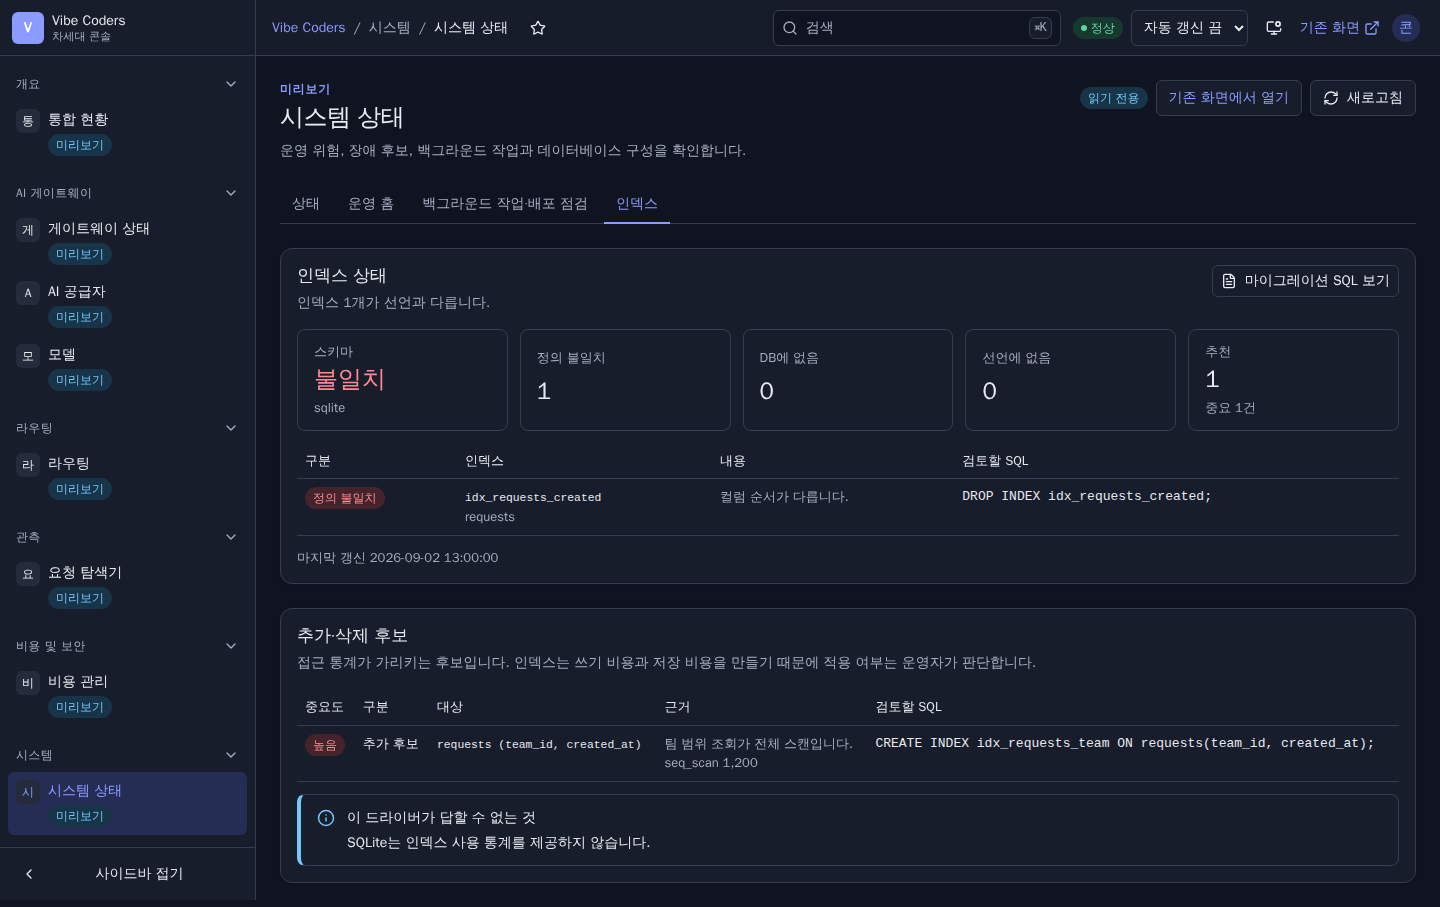 V
Vibe Coders
차세대 콘솔
Vibe Coders / 시스템 / 시스템 상태
검색
⌘K
정상
자동 갱신 끔
기존 화면
콘
개요
통
통합 현황
미리보기
AI 게이트웨이
게
게이트웨이 상태
미리보기
A
AI 공급자
미리보기
모
모델
미리보기
라우팅
라
라우팅
미리보기
관측
요
요청 탐색기
미리보기
비용 및 보안
비
비용 관리
미리보기
시스템
시
시스템 상태
미리보기
사이드바 접기
미리보기
시스템 상태
운영 위험, 장애 후보, 백그라운드 작업과 데이터베이스 구성을 확인합니다.
읽기 전용
기존 화면에서 열기
새로고침
상태
운영 홈
백그라운드 작업·배포 점검
인덱스
인덱스 상태
인덱스 1개가 선언과 다릅니다.
마이그레이션 SQL 보기
스키마
불일치
sqlite
정의 불일치
1
DB에 없음
0
선언에 없음
0
추천
1
중요 1건
구분 인덱스 내용 검토할 SQL
정의 불일치 idx_requests_created 컬럼 순서가 다릅니다. DROP INDEX idx_requests_created;
requests
마지막 갱신 2026-09-02 13:00:00
추가·삭제 후보
접근 통계가 가리키는 후보입니다. 인덱스는 쓰기 비용과 저장 비용을 만들기 때문에 적용 여부는 운영자가 판단합니다.
중요도 구분 대상 근거 검토할 SQL
높음 추가 후보 requests (team_id, created_at) 팀 범위 조회가 전체 스캔입니다. CREATE INDEX idx_requests_team ON requests(team_id, created_at);
seq_scan 1,200
이 드라이버가 답할 수 없는 것
SQLite는 인덱스 사용 통계를 제공하지 않습니다.